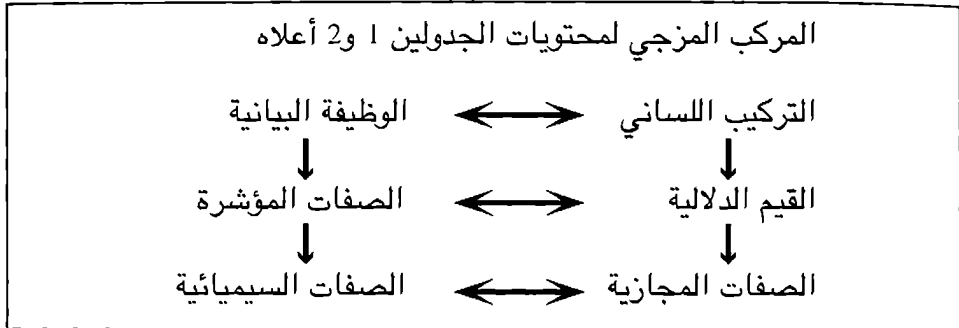 المركب المزجي لمحتويات الجدولين 1 و2 أعلاه
التركيب اللساني الوظيفة البيانية
القيم الدلالية الصفات المؤشرة
الصفات المجازية الصفات السيميائية